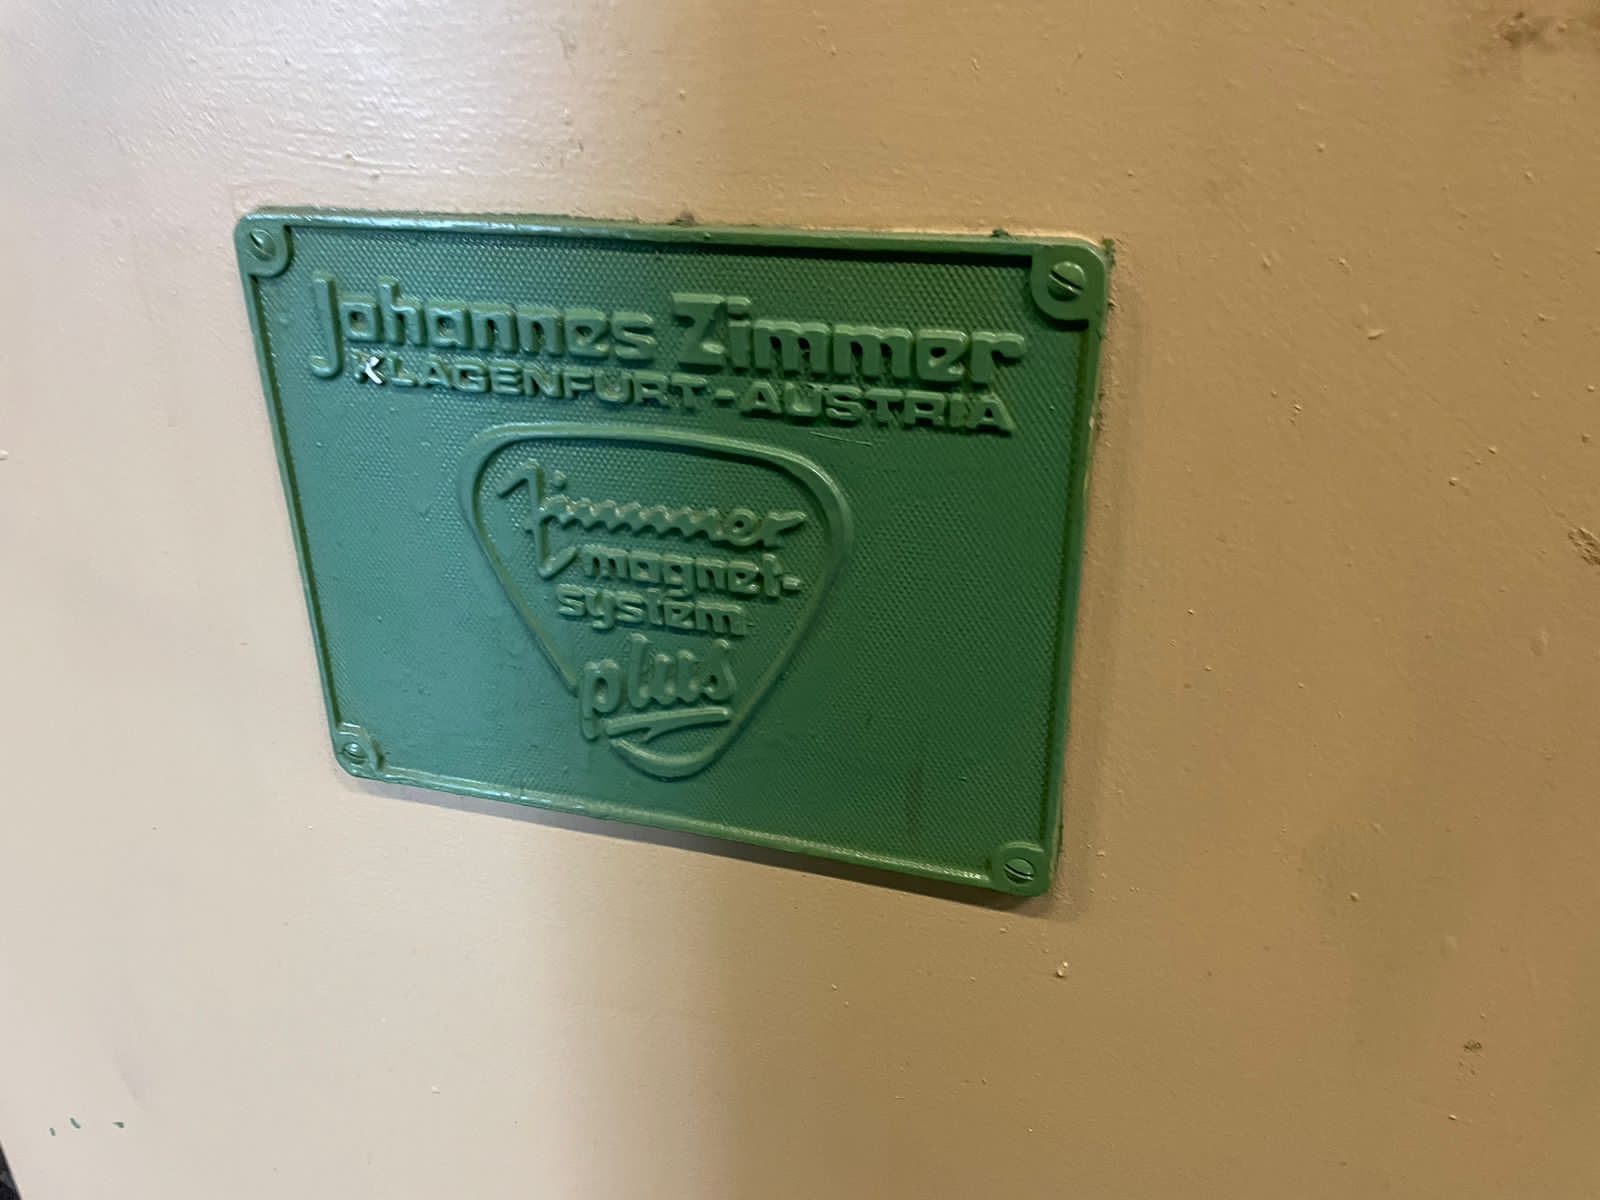 Johannes Zimmer
KLAGENFURT-AUSTRIA
Zimmer
magnet-
system
plus